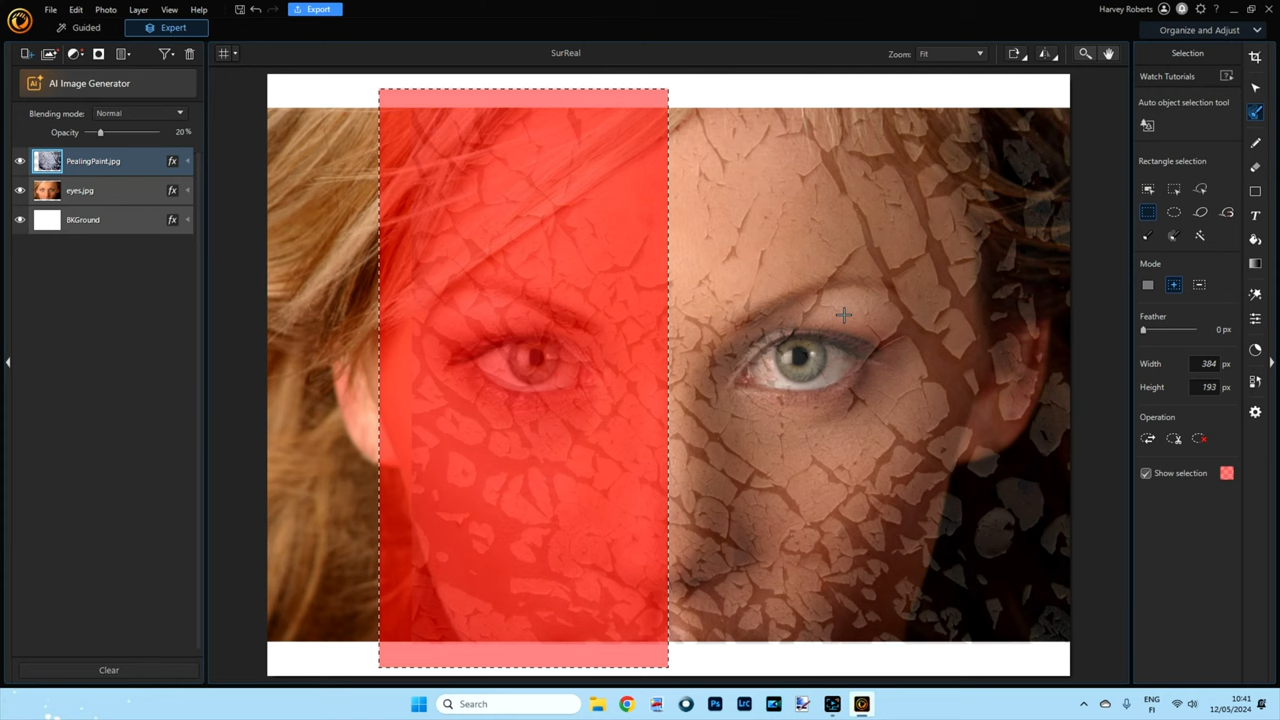 File Edit Photo Layer View Help Export Harvey Roberts
Guided Expert Organize and Adjust
SurReal
Zoom: Fit
Selection
Watch Tutorials
Auto object selection tool
Rectangle selection
Mode
Feather
0 px
Width 384 px
Height 193 px
Operation
Show selection
AI Image Generator
Blending mode: Normal
Opacity 20 %
PealingPaint.jpg fx
eyes.jpg fx
BKGround fx
Clear
Search
Ps
LrC
ENG
FI
10:41
12/05/2024